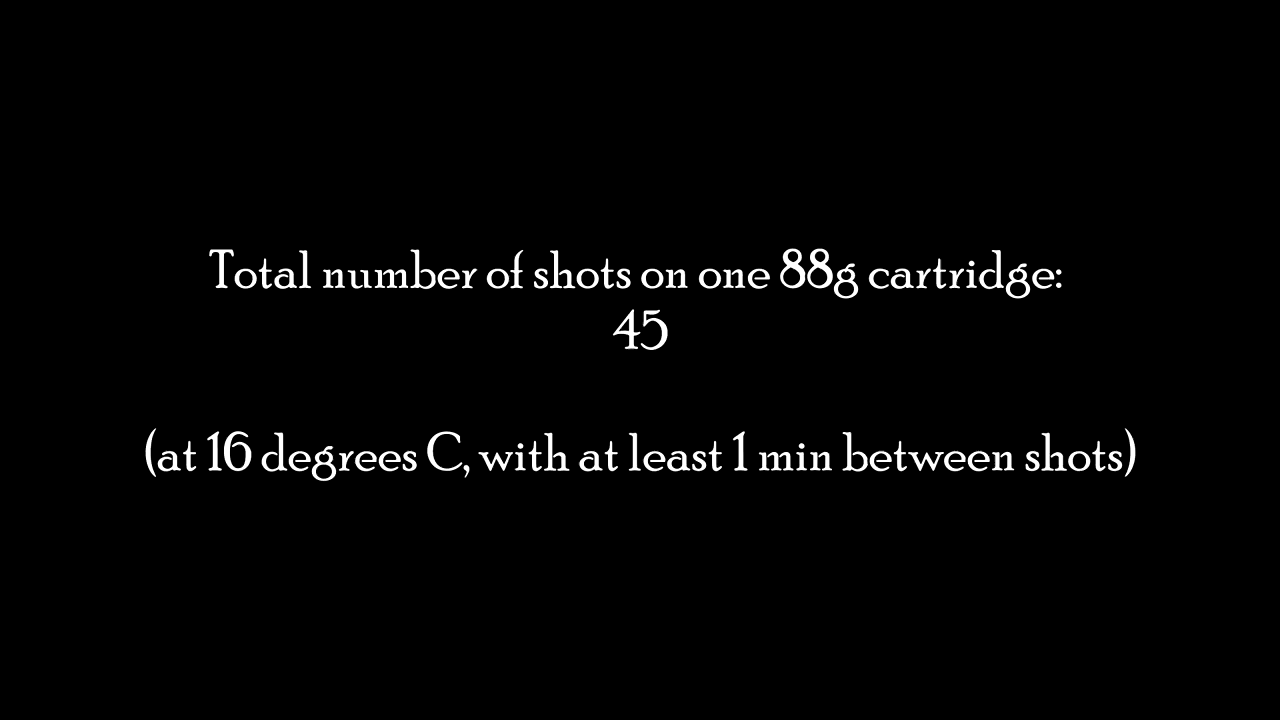 Total number of shots on one 88g cartridge:
45
(at 16 degrees C, with at least 1 min between shots)